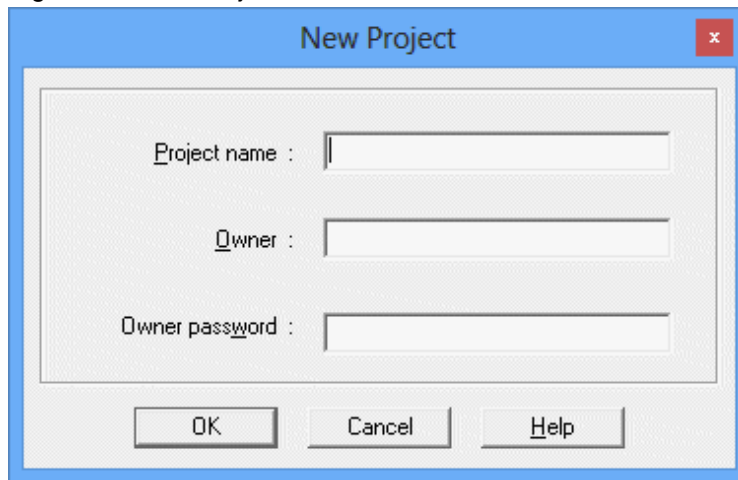 New Project
x
Project name :
Owner :
Owner password :
OK Cancel Help